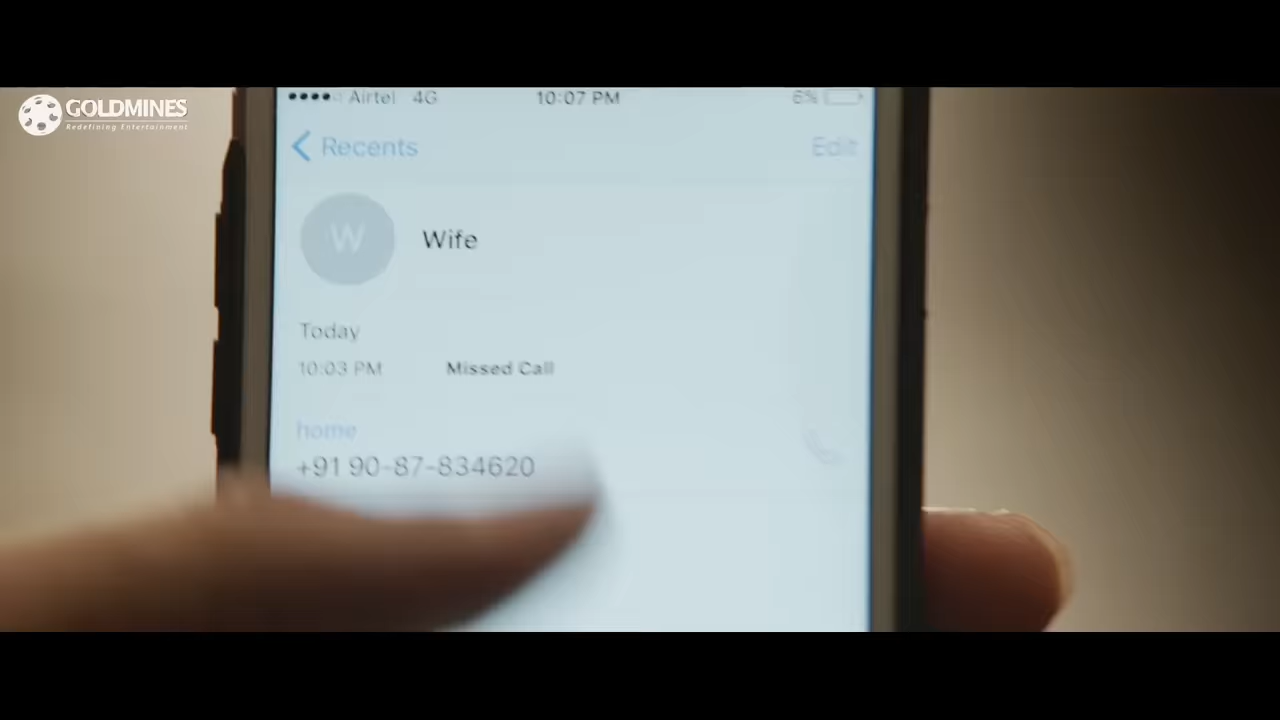 GOLDMINES
Redefining Entertainment
Airtel 4G 10:07 PM 6%
Recents Edit
W
Wife
Today
10:03 PM Missed Call
home
+91 90-87-834620